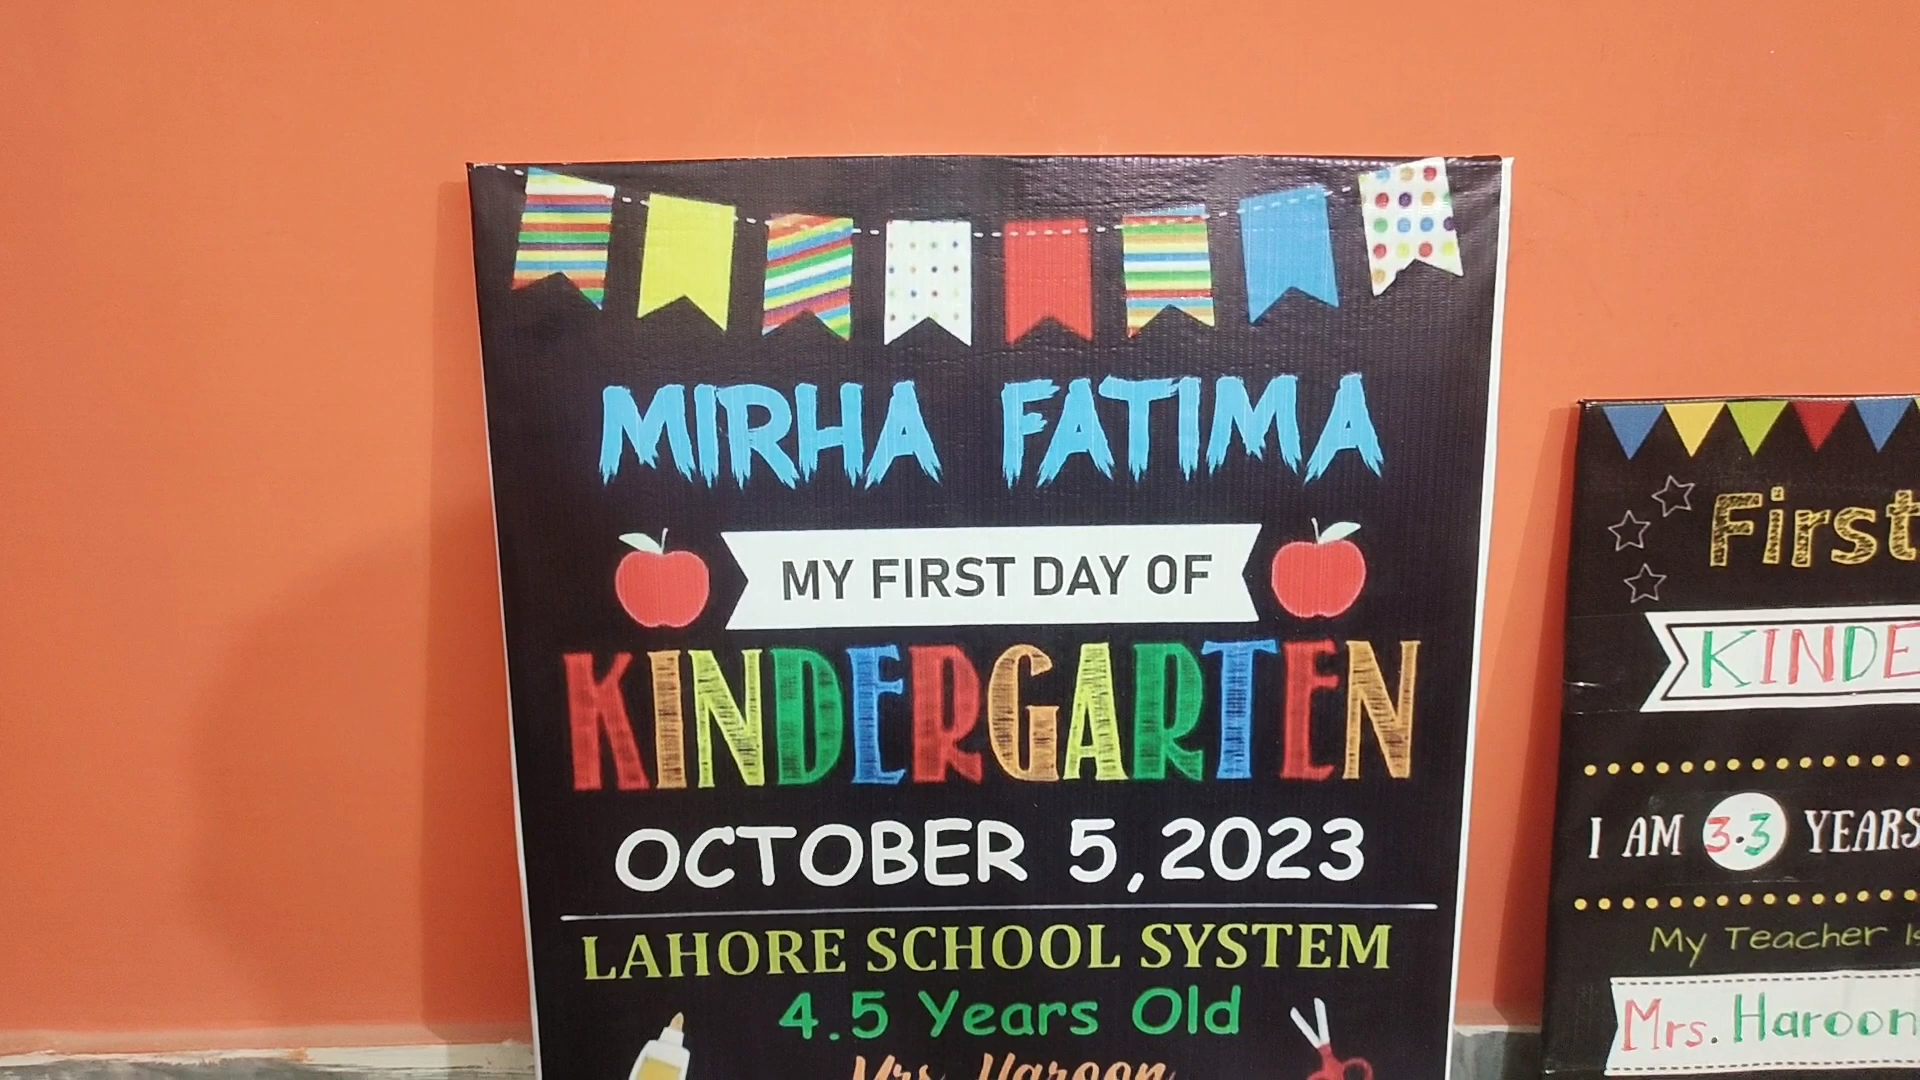 MIRHA FATIMA
MY FIRST DAY OF
KINDERGARTEN
OCTOBER 5, 2023
LAHORE SCHOOL SYSTEM
4.5 Years Old
Mrs. Haroon
First
KINDE
I AM 3.3 YEARS
My Teacher Is
Mrs. Haroon